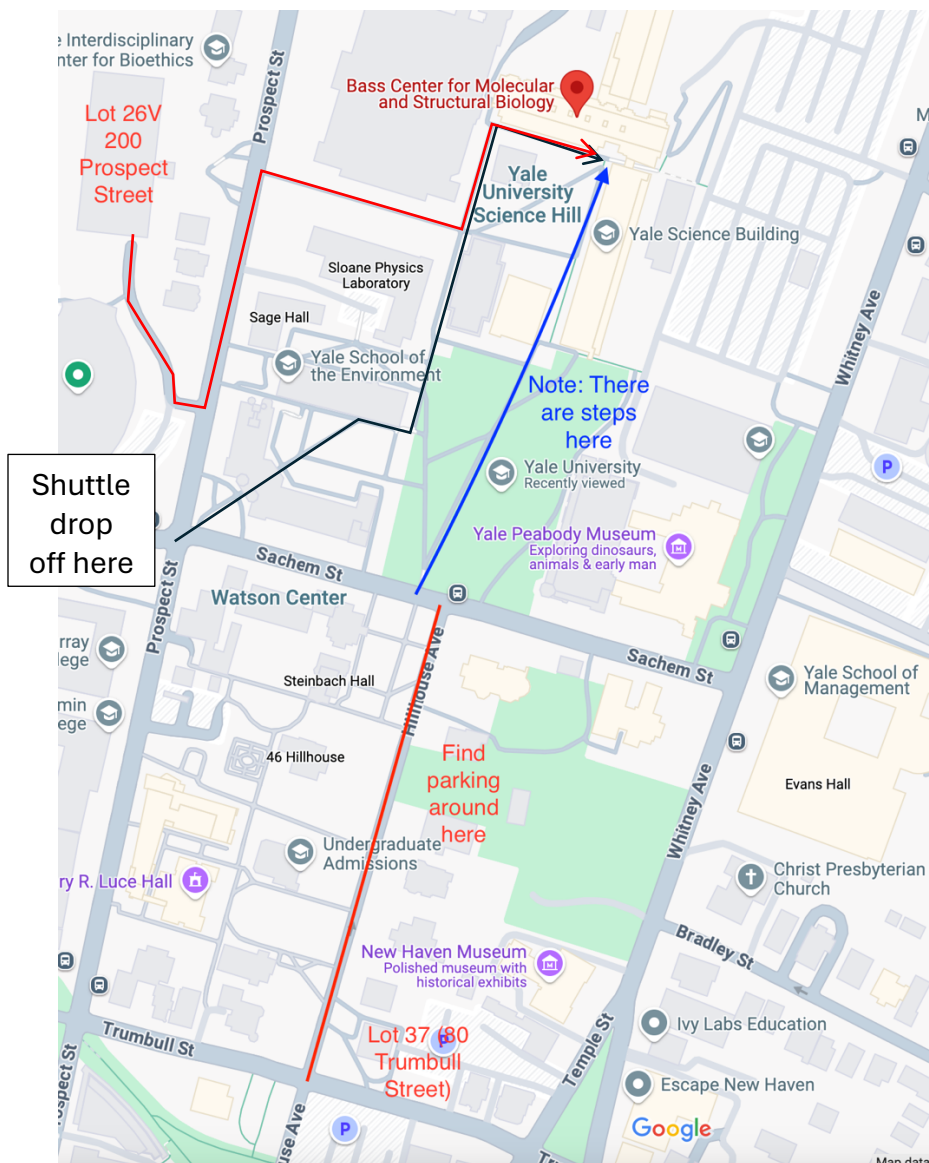 e Interdisciplinary
nter for Bioethics
Prospect St
Bass Center for Molecular
and Structural Biology
Lot 26V
200
Prospect
Street
M
Yale
University
Science Hill
Yale Science Building
Sloane Physics
Laboratory
Sage Hall
Yale School of
the Environment
Whitney Ave
Note: There
are steps
here
P
Yale University
Recently viewed
Shuttle
drop
off here
Yale Peabody Museum
Exploring dinosaurs,
animals & early man
Sachem St
Watson Center
Prospect St
Hillhouse Ave
rray
llege
Sachem St
Steinbach Hall
Yale School of
Management
min
ege
46 Hillhouse
Find
parking
around
here
Evans Hall
Whitney Ave
Undergraduate
Admissions
ry R. Luce Hall
Christ Presbyterian
Church
Bradley St
New Haven Museum
Polished museum with
historical exhibits
Trumbull St
Lot 37 (80
Trumbull
Street)
P
Temple St
Ivy Labs Education
Escape New Haven
ospect St
P
Google
use Ave
Tru
Map data